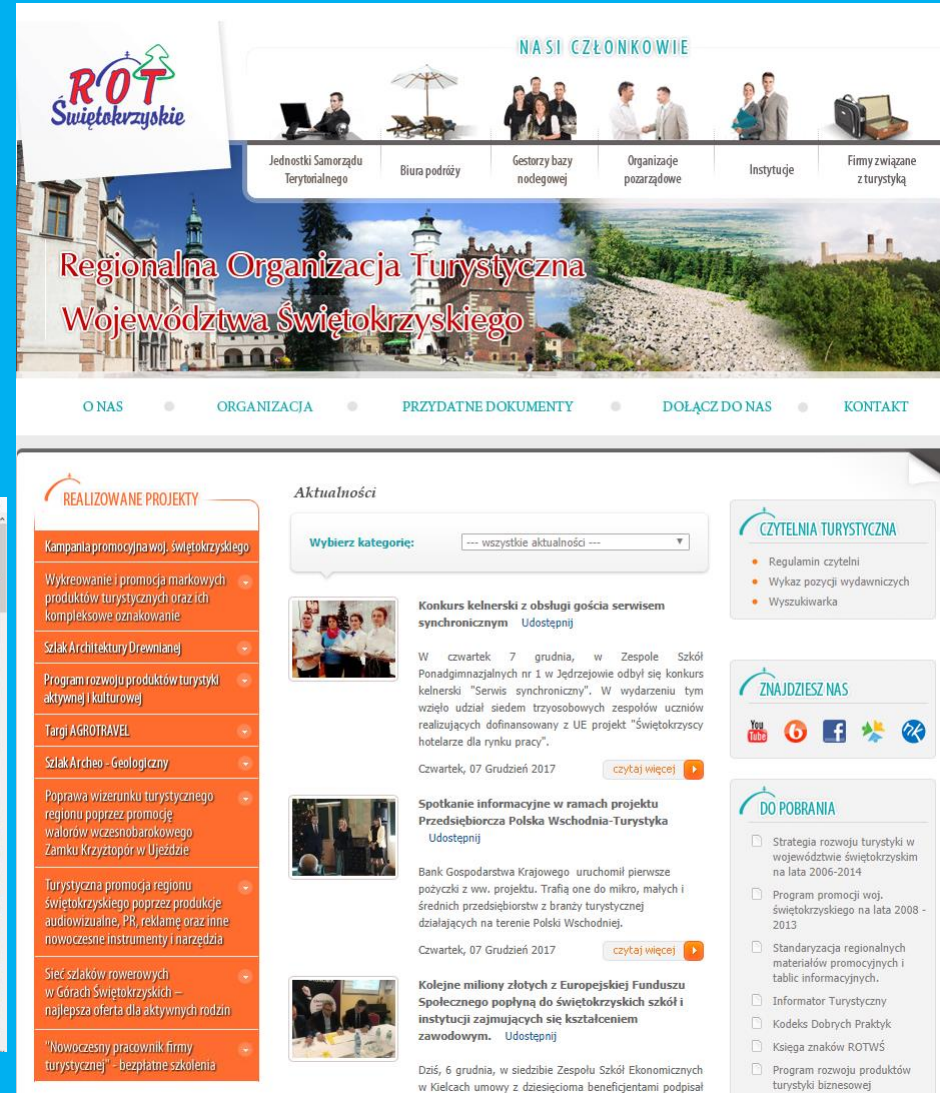 NASI CZŁONKOWIE
ROT
Świętokrzyskie
Jednostki Samorządu
Terytorialnego
Biura podróży
Gestorzy bazy
noclegowej
Organizacje
pozarządowe
Instytucje
Firmy związane
z turystyką
Regionalna Organizacja Turystyczna
Województwa Świętokrzyskiego
O NAS
ORGANIZACJA
PRZYDATNE DOKUMENTY
DOŁĄCZ DO NAS
KONTAKT
REALIZOWANE PROJEKTY
Kampania promocyjna woj. świętokrzyskiego
Wykreowanie i promocja markowych
produktów turystycznych oraz ich
kompleksowe oznakowanie
Szlak Architektury Drewnianej
Program rozwoju produktów turystyki
aktywnej i kulturowej
Targi AGROTRAVEL
Szlak Archeo - Geologiczny
Poprawa wizerunku turystycznego
regionu poprzez promocję
walorów wczesnobarokowego
Zamku Krzyżtopór w Ujeździe
Turystyczna promocja regionu
świętokrzyskiego poprzez produkcje
audiowizualne, PR, reklamę oraz inne
nowoczesne instrumenty i narzędzia
Sieć szlaków rowerowych
w Górach Świętokrzyskich –
najlepsza oferta dla aktywnych rodzin
"Nowoczesny pracownik firmy
turystycznej" - bezpłatne szkolenia
Aktualności
Wybierz kategorię:
--- wszystkie aktualności ---
Konkurs kelnerski z obsługi gościa serwisem
synchronicznym Udostępnij
W czwartek 7 grudnia, w Zespole Szkół
Ponadgimnazjalnych nr 1 w Jędrzejowie odbył się konkurs
kelnerski "Serwis synchroniczny". W wydarzeniu tym
wzięło udział siedem trzyosobowych zespołów uczniów
realizujących dofinansowany z UE projekt "Świętokrzyscy
hotelarze dla rynku pracy".
Czwartek, 07 Grudzień 2017
czytaj więcej
Spotkanie informacyjne w ramach projektu
Przedsiębiorcza Polska Wschodnia-Turystyka
Udostępnij
Bank Gospodarstwa Krajowego uruchomił pierwsze
pożyczki z ww. projektu. Trafią one do mikro, małych i
średnich przedsiębiorstw z branży turystycznej
działających na terenie Polski Wschodniej.
Czwartek, 07 Grudzień 2017
czytaj więcej
Kolejne miliony złotych z Europejskiej Funduszu
Społecznego popłyną do świętokrzyskich szkół i
instytucji zajmujących się kształceniem
zawodowym. Udostępnij
Dziś, 6 grudnia, w siedzibie Zespołu Szkół Ekonomicznych
w Kielcach umowy z dziesięcioma beneficjentami podpisał
CZYTELNIA TURYSTYCZNA
Regulamin czytelni
Wykaz pozycji wydawniczych
Wyszukiwarka
ZNAJDZIESZ NAS
You
Tube
DO POBRANIA
Strategia rozwoju turystyki w
województwie świętokrzyskim
na lata 2006-2014
Program promocji woj.
świętokrzyskiego na lata 2008 -
2013
Standaryzacja regionalnych
materiałów promocyjnych i
tablic informacyjnych.
Informator Turystyczny
Kodeks Dobrych Praktyk
Księga znaków ROTWŚ
Program rozwoju produktów
turystyki biznesowej